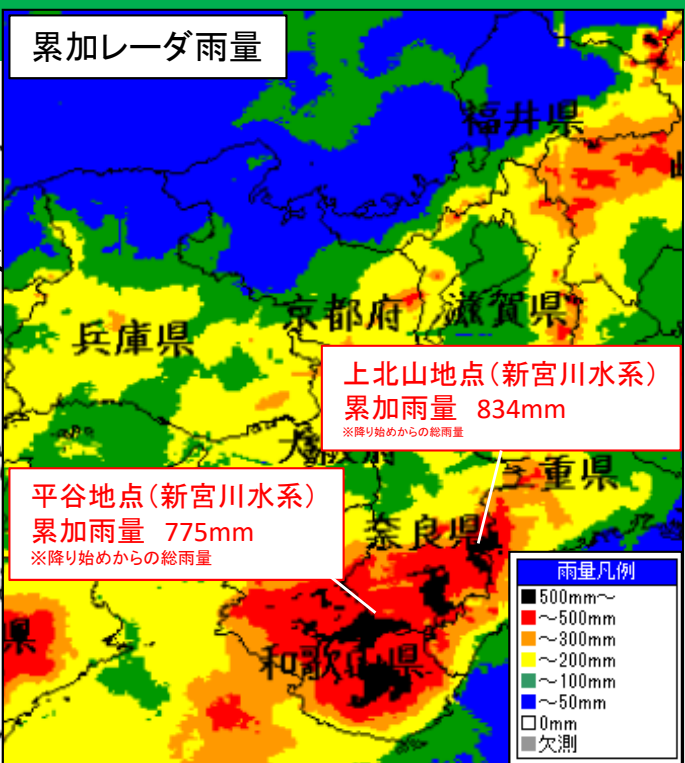 累加レーダ雨量
福井県
京都府
滋賀県
兵庫県
上北山地点(新宮川水系)
累加雨量 834mm
※降り始めからの総雨量
三重県
平谷地点(新宮川水系)
累加雨量 775mm
※降り始めからの総雨量
奈良県
和歌山県
県
雨量凡例
500mm~
~500mm
~300mm
~200mm
~100mm
~50mm
0mm
欠測